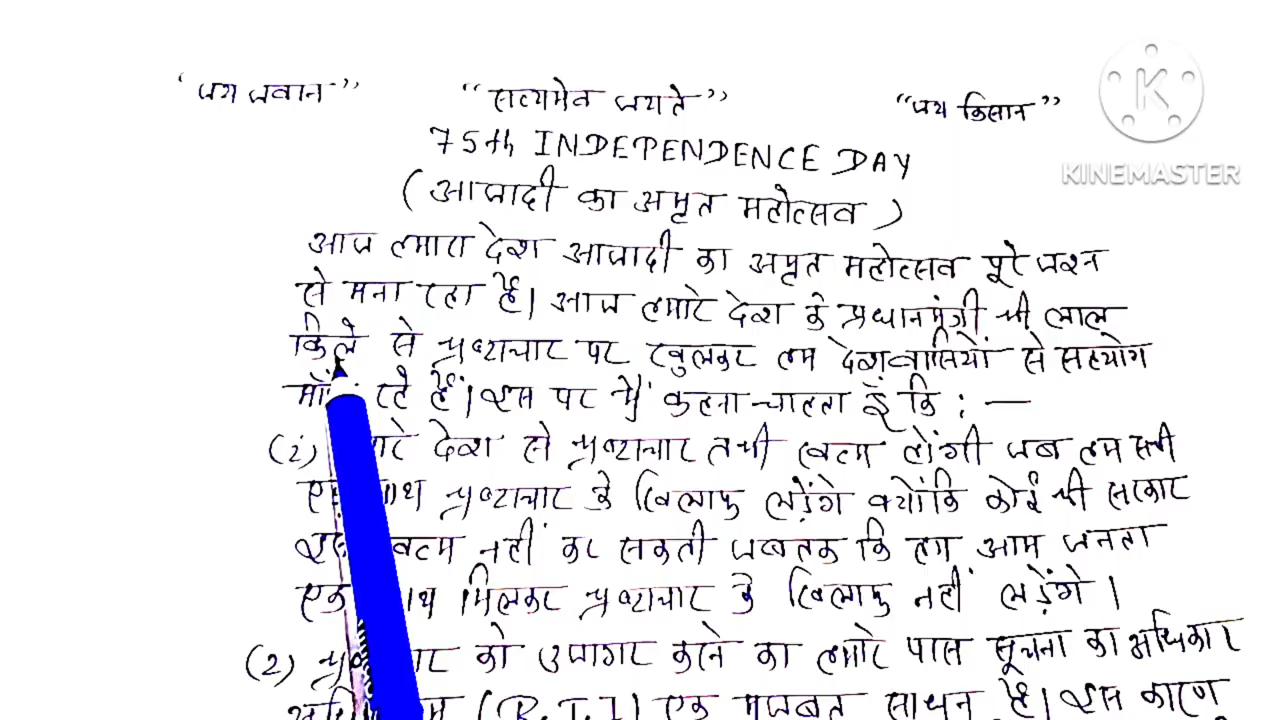 "जय जवान" "सत्यमेव जयते" "जय किसान"
K
KINEMASTER
75th INDEPENDENCE DAY
(आजादी का अमृत महोत्सव)
आज हमारा देश आजादी का अमृत महोत्सव पूरे जश्न
से मना रहा है। आज हमारे देश के प्रधानमंत्री भी लाल
किले से भ्रष्टाचार पर खुलकर हम देशवासियों से सहयोग
रहे हैं। इस पर मैं कहना चाहता हूँ कि : —
(i) देश से भ्रष्टाचार तभी खत्म होंगी जब हम सभी
भ्रष्टाचार के खिलाफ लड़ेंगे क्योंकि कोई भी सरकार
नहीं कर सकती जबतक कि हम आम जनता
एक मिलकर भ्रष्टाचार के खिलाफ नहीं लड़ेंगे।
(2) को उजागर करने का हमारे पास सूचना का अधिकार
(R.T.I) एक मजबूत साधन है। इस कारण